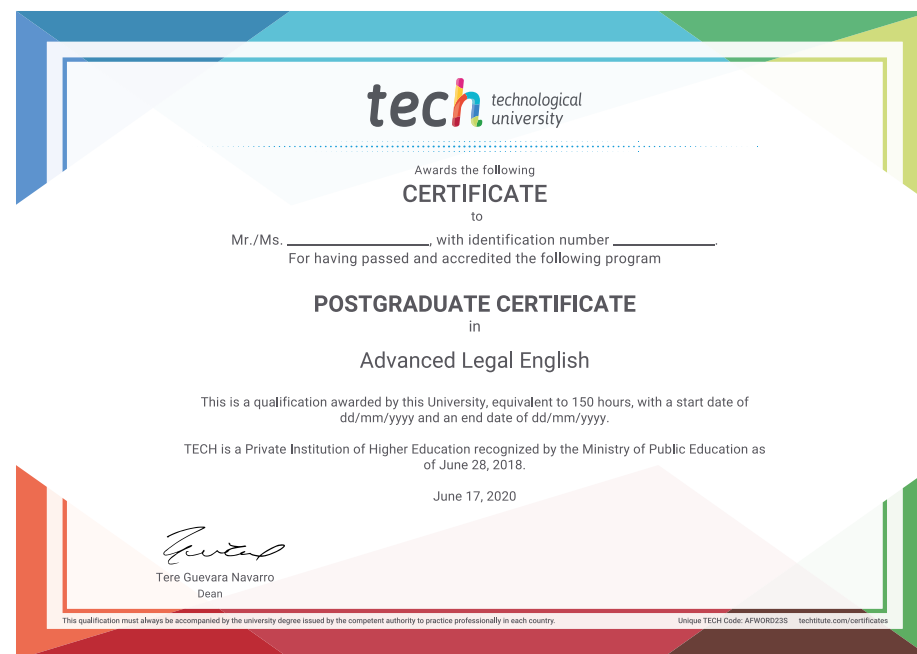 tech technological
university
Awards the following
CERTIFICATE
to
Mr./Ms. ____________________, with identification number ______________.
For having passed and accredited the following program
POSTGRADUATE CERTIFICATE
in
Advanced Legal English
This is a qualification awarded by this University, equivalent to 150 hours, with a start date of
dd/mm/yyyy and an end date of dd/mm/yyyy.
TECH is a Private Institution of Higher Education recognized by the Ministry of Public Education as
of June 28, 2018.
June 17, 2020
Tere Guevara Navarro
Dean
This qualification must always be accompanied by the university degree issued by the competent authority to practice professionally in each country.
Unique TECH Code: AFWORD23S techtitute.com/certificates